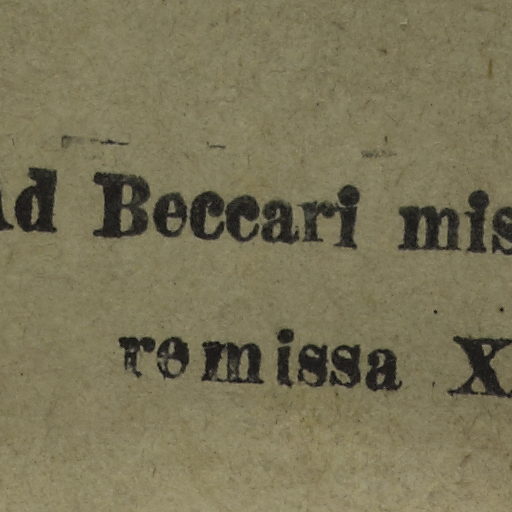 Ad Beccari mis
remissa X